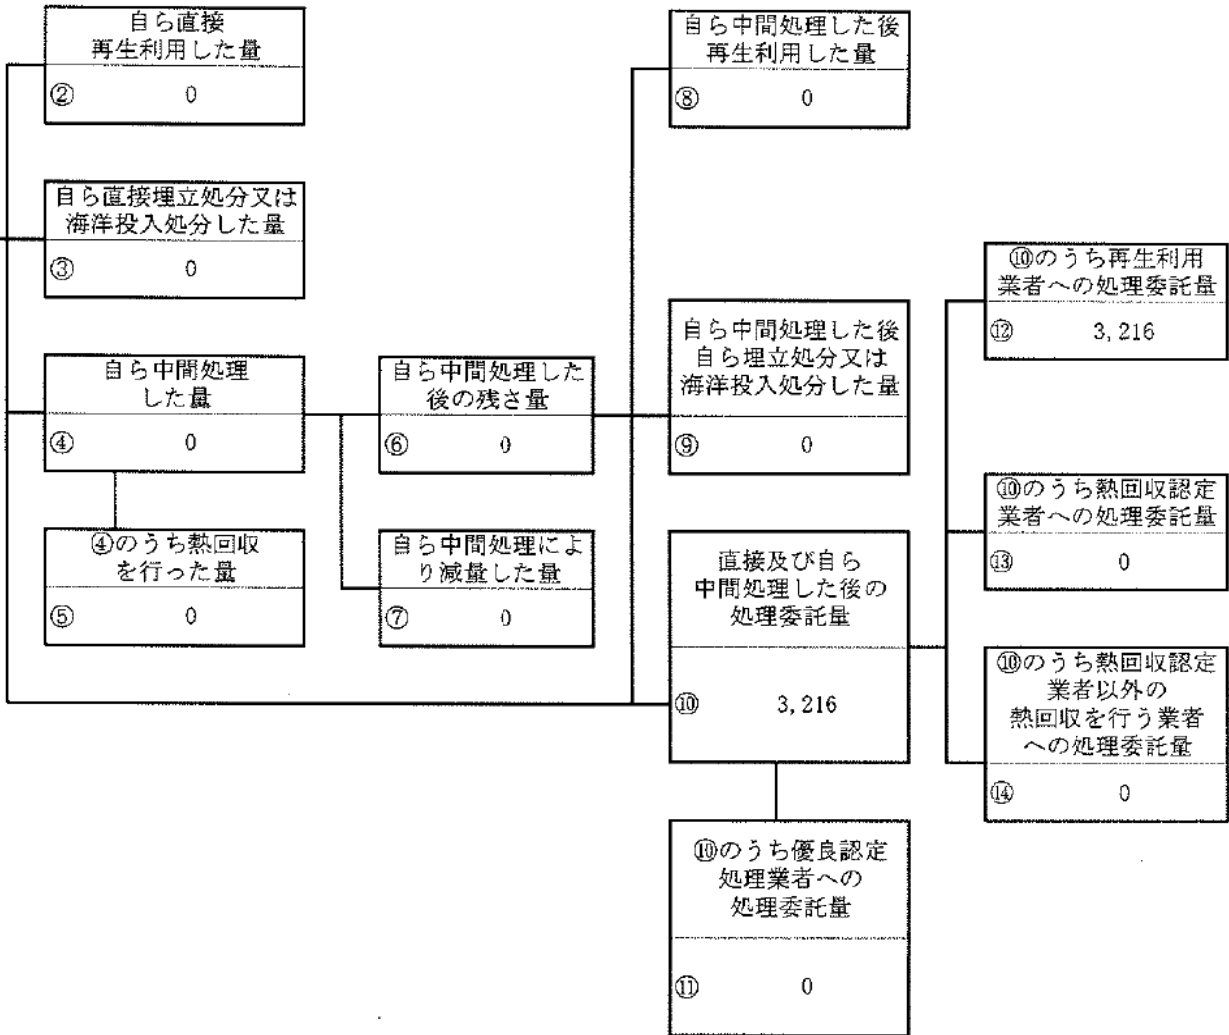 自ら直接
再生利用した量
② 0
自ら直接埋立処分又は
海洋投入処分した量
③ 0
自ら中間処理
した量
④ 0
④のうち熱回収
を行った量
⑤ 0
自ら中間処理した
後の残さ量
⑥ 0
自ら中間処理によ
り減量した量
⑦ 0
自ら中間処理した後
再生利用した量
⑧ 0
自ら中間処理した後
自ら埋立処分又は
海洋投入処分した量
⑨ 0
直接及び自ら
中間処理した後の
処理委託量
⑩ 3,216
⑩のうち優良認定
処理業者への
処理委託量
⑪ 0
⑩のうち再生利用
業者への処理委託量
⑫ 3,216
⑩のうち熱回収認定
業者への処理委託量
⑬ 0
⑩のうち熱回収認定
業者以外の
熱回収を行う業者
への処理委託量
⑭ 0